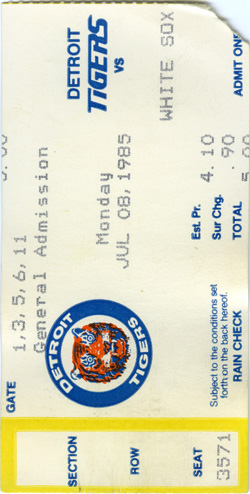 DETROIT
TIGERS
VS
WHITE SOX
ADMIT ONE
General Admission
Monday
JUL 08, 1985
Est. Pr. 4.10
Sur Chg. .90
Total 5.00
GATE 1,3,5,6,11
DETROIT
TIGERS
Subject to the conditions set
forth on the back hereof.
RAIN CHECK
SECTION
ROW
SEAT 3571